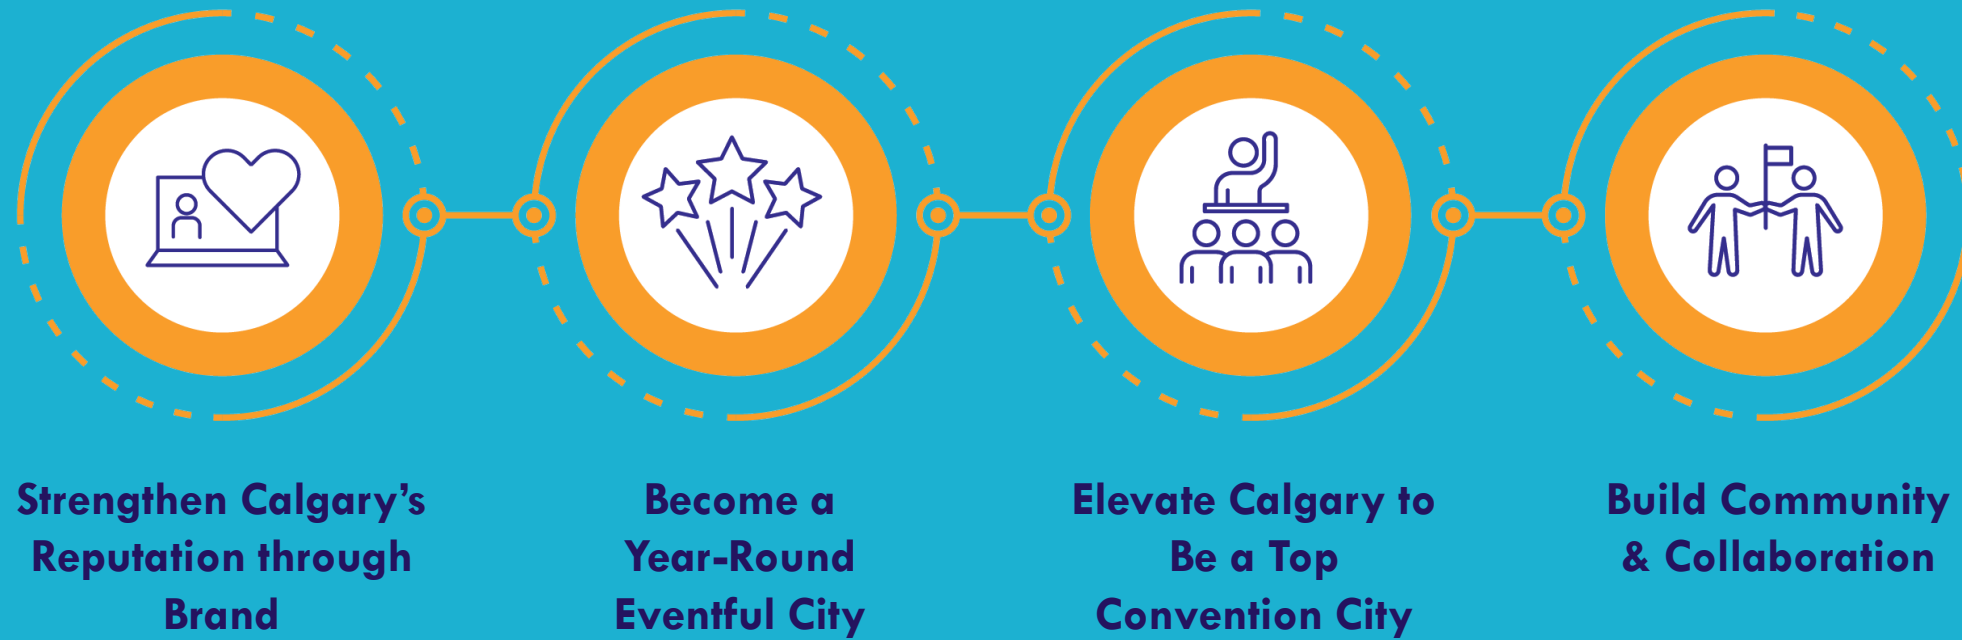 Strengthen Calgary's
Reputation through
Brand
Become a
Year-Round
Eventful City
Elevate Calgary to
Be a Top
Convention City
Build Community
& Collaboration